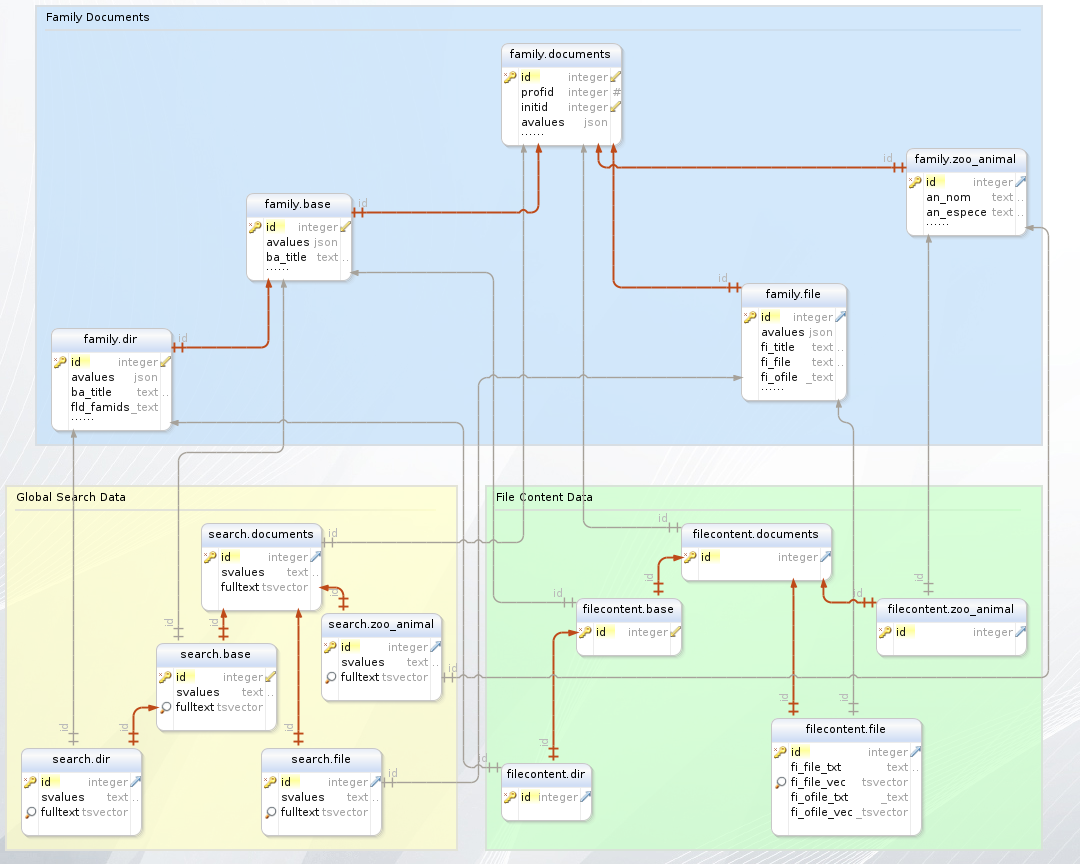 Family Documents
family.documents
id integer
profid integer #
initid integer
avalues json
......
id
family.zoo_animal
id integer
an_nom text ..
an_espece text ..
......
family.base
id
id integer
avalues json
ba_title text ..
......
id
family.file
id integer
avalues json
fi_title text ..
fi_file text ..
fi_ofile _text
......
family.dir
id
id integer
avalues json
ba_title text ..
fld_famids _text
......
Global Search Data
search.documents
id
id integer
svalues text ..
fulltext tsvector
id
id
id
search.zoo_animal
id integer
svalues text ..
fulltext tsvector
id
search.base
id integer
svalues text ..
fulltext tsvector
id
id
id
search.dir
id integer
svalues text ..
fulltext tsvector
search.file
id
id integer
svalues text ..
fulltext tsvector
File Content Data
id
filecontent.documents
id integer
id
id
id
id
filecontent.base
id integer
filecontent.zoo_animal
id integer
id
id
id
id
filecontent.dir
id integer
filecontent.file
id integer
fi_file_txt text ..
fi_file_vec tsvector
fi_ofile_txt _text
fi_ofile_vec _tsvector